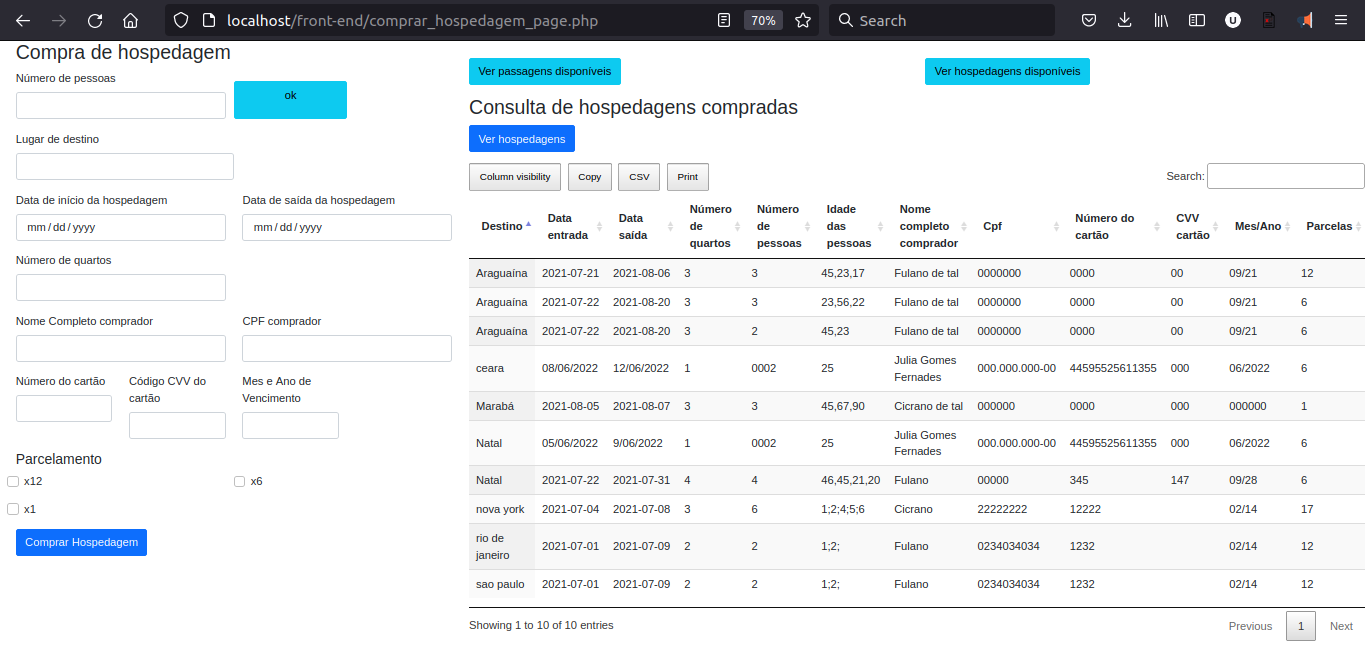 localhost/front-end/comprar_hospedagem_page.php
70%
Search
Compra de hospedagem
Número de pessoas
ok
Lugar de destino
Data de início da hospedagem Data de saída da hospedagem
mm/dd/yyyy mm/dd/yyyy
Número de quartos
Nome Completo comprador CPF comprador
Número do cartão Código CVV do cartão Mes e Ano de Vencimento
Parcelamento
x12 x6
x1
Comprar Hospedagem
Ver passagens disponíveis Ver hospedagens disponíveis
Consulta de hospedagens compradas
Ver hospedagens
Column visibility Copy CSV Print Search:
Destino Data entrada Data saída Número de quartos Número de pessoas Idade das pessoas Nome completo comprador Cpf Número do cartão CVV cartão Mes/Ano Parcelas
Araguaína 2021-07-21 2021-08-06 3 3 45,23,17 Fulano de tal 0000000 0000 00 09/21 12
Araguaína 2021-07-22 2021-08-20 3 3 23,56,22 Fulano de tal 0000000 0000 00 09/21 6
Araguaína 2021-07-22 2021-08-20 3 2 45,23 Fulano de tal 0000000 0000 00 09/21 6
ceara 08/06/2022 12/06/2022 1 0002 25 Julia Gomes Fernades 000.000.000-00 44595525611355 000 06/2022 6
Marabá 2021-08-05 2021-08-07 3 3 45,67,90 Cicrano de tal 000000 0000 000 000000 1
Natal 05/06/2022 9/06/2022 1 0002 25 Julia Gomes Fernades 000.000.000-00 44595525611355 000 06/2022 6
Natal 2021-07-22 2021-07-31 4 4 46,45,21,20 Fulano 00000 345 147 09/28 6
nova york 2021-07-04 2021-07-08 3 6 1;2;4;5;6 Cicrano 22222222 12222 02/14 17
rio de janeiro 2021-07-01 2021-07-09 2 2 1;2; Fulano 0234034034 1232 02/14 12
sao paulo 2021-07-01 2021-07-09 2 2 1;2; Fulano 0234034034 1232 02/14 12
Showing 1 to 10 of 10 entries
Previous 1 Next